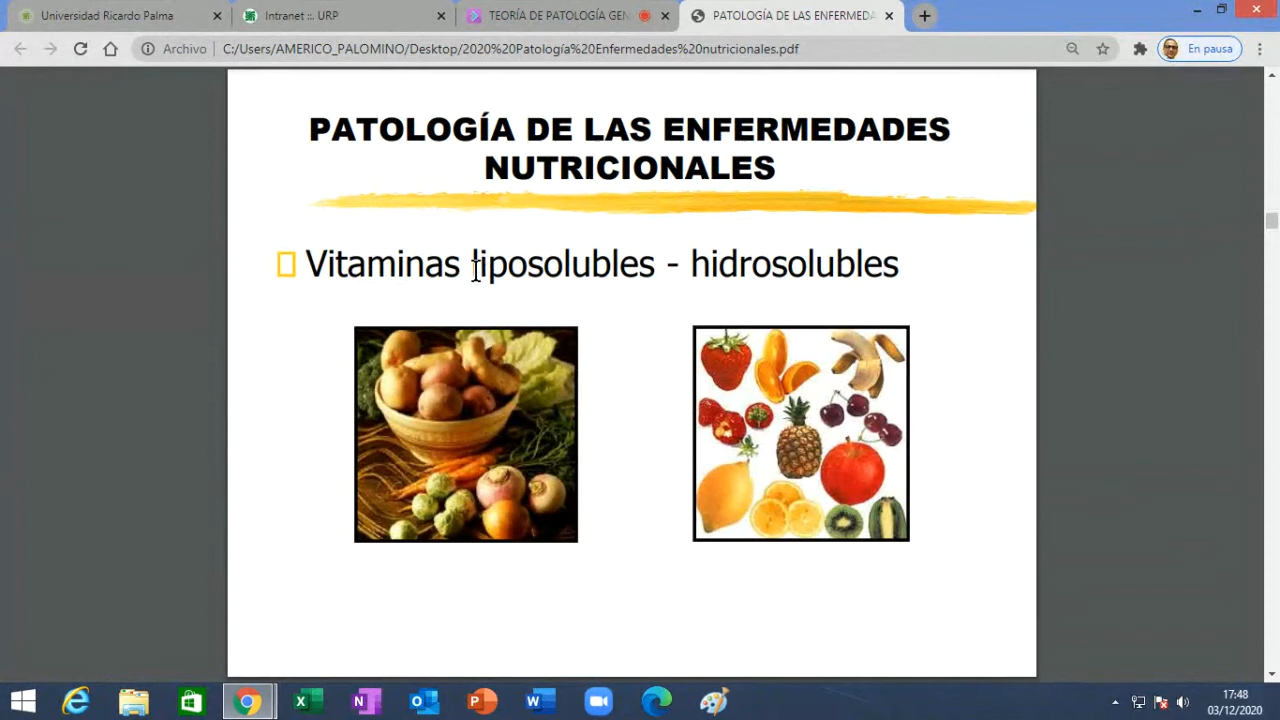 Universidad Ricardo Palma
Intranet ::. URP
TEORÍA DE PATOLOGÍA GEN
PATOLOGÍA DE LAS ENFERMEDA
Archivo
C:/Users/AMERICO_PALOMINO/Desktop/2020%20Patología%20Enfermedades%20nutricionales.pdf
En pausa
PATOLOGÍA DE LAS ENFERMEDADES
NUTRICIONALES
Vitaminas liposolubles - hidrosolubles
17:48
03/12/2020